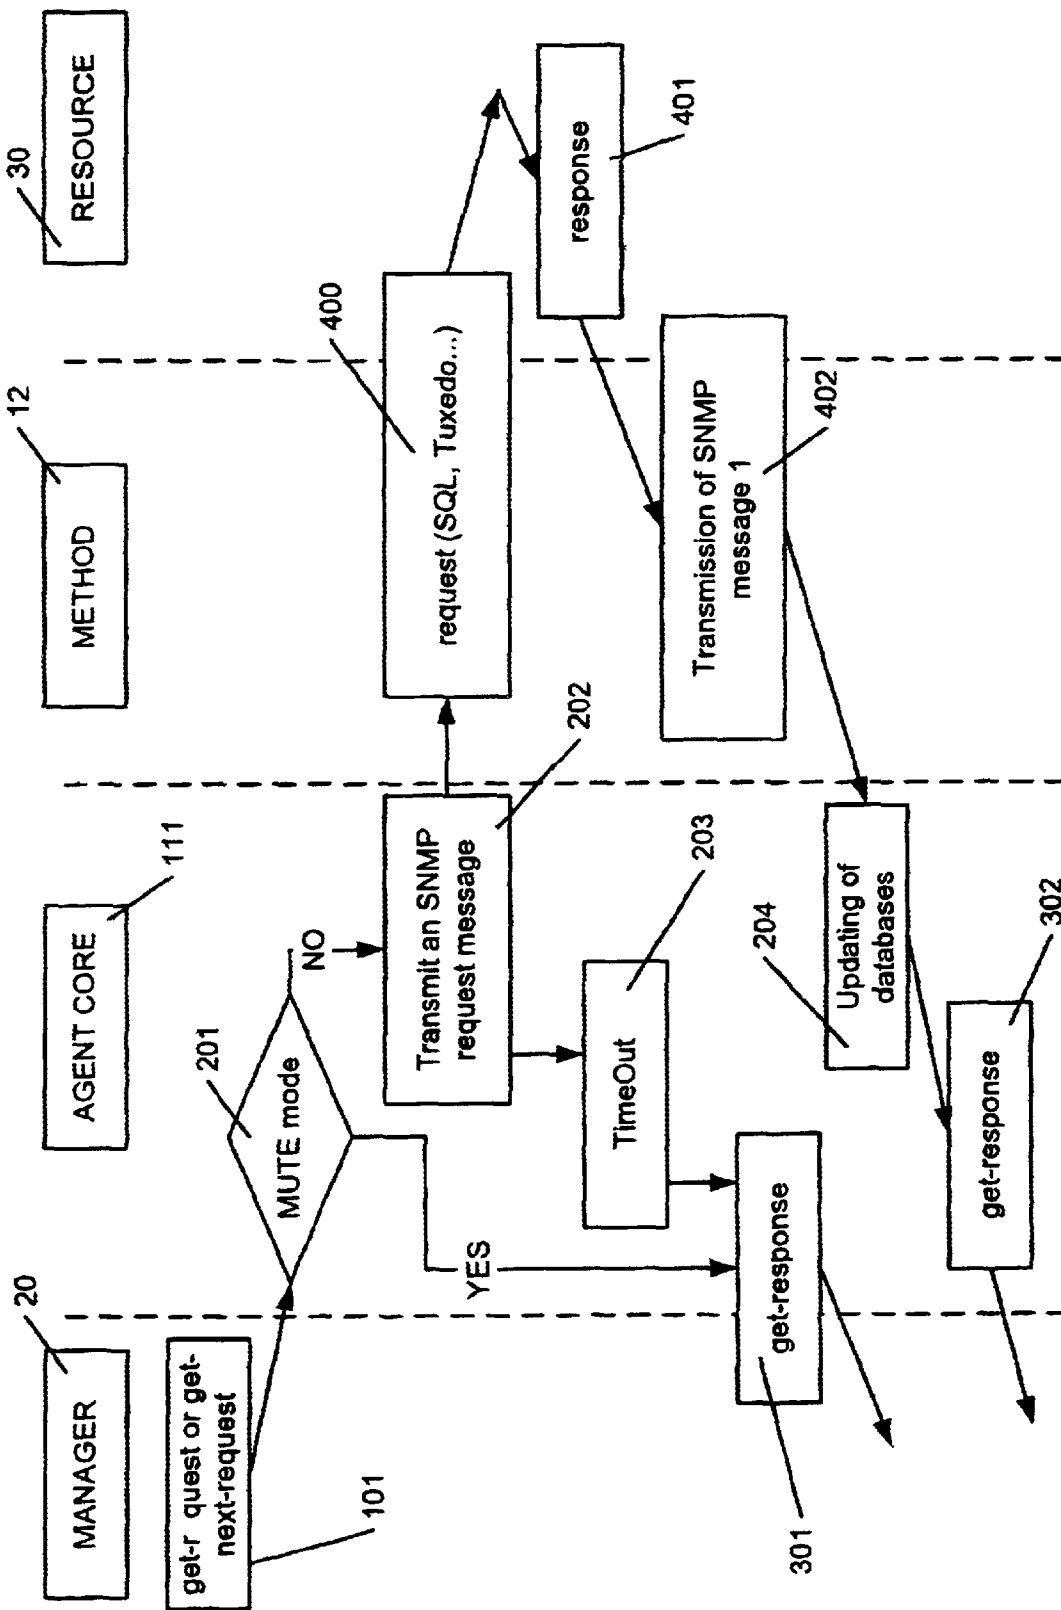 MANAGER
20
AGENT CORE
111
METHOD
12
RESOURCE
30
get-r quest or get-
next-request
101
MUTE mode
201
NO
YES
Transmit an SNMP
request message
202
request (SQL, Tuxedo...)
400
response
401
TimeOut
203
Transmission of SNMP
message 1
402
get-response
301
Updating of
databases
204
get-response
302